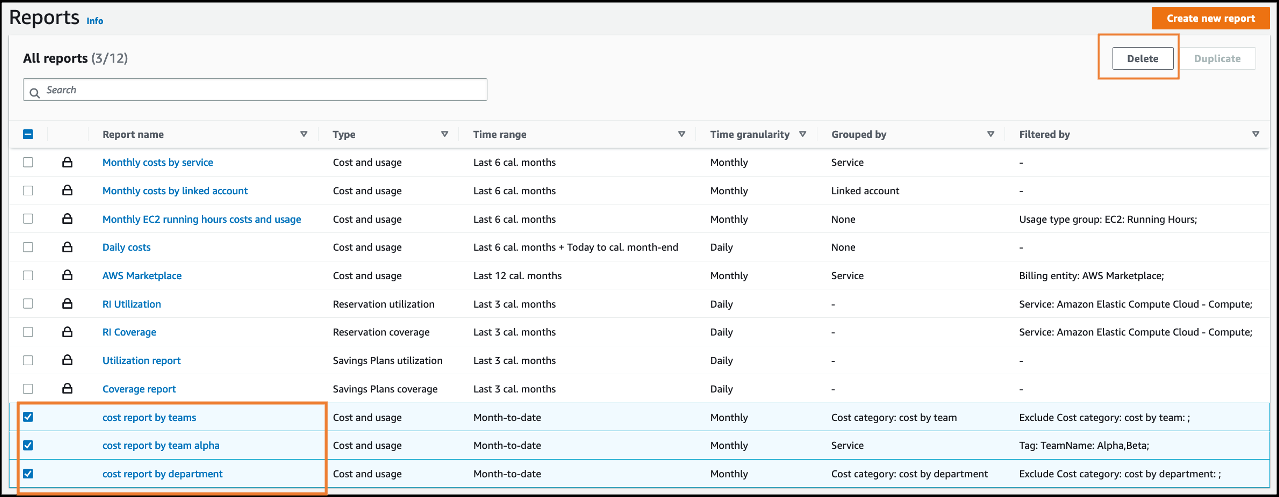 Reports Info
Create new report
All reports (3/12)
Delete Duplicate
Search
Report name Type Time range Time granularity Grouped by Filtered by
Monthly costs by service Cost and usage Last 6 cal. months Monthly Service -
Monthly costs by linked account Cost and usage Last 6 cal. months Monthly Linked account -
Monthly EC2 running hours costs and usage Cost and usage Last 6 cal. months Monthly None Usage type group: EC2: Running Hours;
Daily costs Cost and usage Last 6 cal. months + Today to cal. month-end Daily None -
AWS Marketplace Cost and usage Last 12 cal. months Monthly Service Billing entity: AWS Marketplace;
RI Utilization Reservation utilization Last 3 cal. months Daily - Service: Amazon Elastic Compute Cloud - Compute;
RI Coverage Reservation coverage Last 3 cal. months Daily - Service: Amazon Elastic Compute Cloud - Compute;
Utilization report Savings Plans utilization Last 3 cal. months Daily - -
Coverage report Savings Plans coverage Last 3 cal. months Daily - -
cost report by teams Cost and usage Month-to-date Monthly Cost category: cost by team Exclude Cost category: cost by team: ;
cost report by team alpha Cost and usage Month-to-date Monthly Service Tag: TeamName: Alpha,Beta;
cost report by department Cost and usage Month-to-date Monthly Cost category: cost by department Exclude Cost category: cost by department: ;